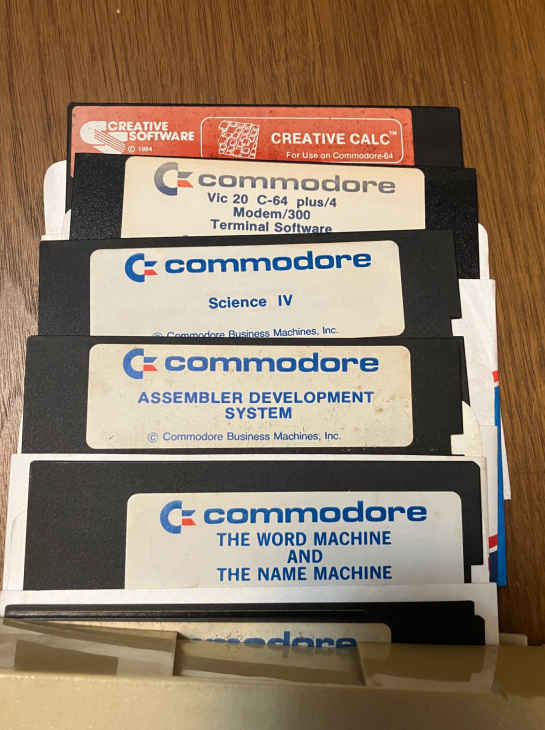 CREATIVE
SOFTWARE
© 1984
CREATIVE CALC™
For Use on Commodore-64
commodore
Vic 20 C-64 plus/4
Modem/300
Terminal Software
commodore
Science IV
© Commodore Business Machines, Inc.
commodore
ASSEMBLER DEVELOPMENT
SYSTEM
© Commodore Business Machines, Inc.
commodore
THE WORD MACHINE
AND
THE NAME MACHINE
commodore